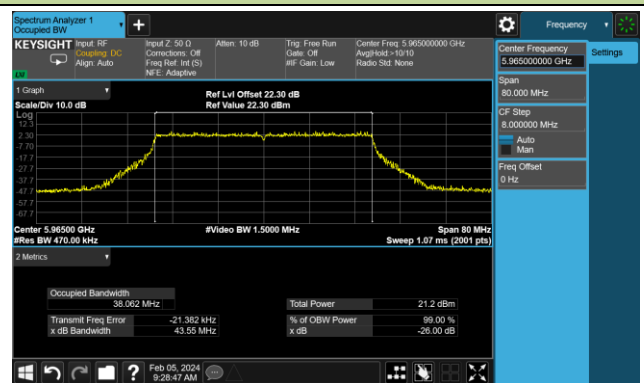 Spectrum Analyzer 1
Occupied BW
Frequency
KEYSIGHT
Input: RF
Coupling: DC
Align: Auto
Input Z: 50 Ω
Corrections: Off
Freq Ref: Int (S)
NFE: Adaptive
Atten: 10 dB
Trig: Free Run
Gate: Off
#IF Gain: Low
Center Freq: 5.965000000 GHz
Avg|Hold:>10/10
Radio Std: None
1 Graph
Scale/Div 10.0 dB
Ref Lvl Offset 22.30 dB
Ref Value 22.30 dBm
Log
12.3
2.30
-7.70
-17.7
-27.7
-37.7
-47.7
-57.7
-67.7
Center 5.96500 GHz
#Res BW 470.00 kHz
#Video BW 1.5000 MHz
Span 80 MHz
Sweep 1.07 ms (2001 pts)
2 Metrics
Occupied Bandwidth
38.062 MHz
Transmit Freq Error
-21.382 kHz
x dB Bandwidth
43.55 MHz
Total Power
21.2 dBm
% of OBW Power
99.00 %
x dB
-26.00 dB
Center Frequency
5.965000000 GHz
Settings
Span
80.000 MHz
CF Step
8.000000 MHz
Auto
Man
Freq Offset
0 Hz
?
Feb 05, 2024
9:28:47 AM